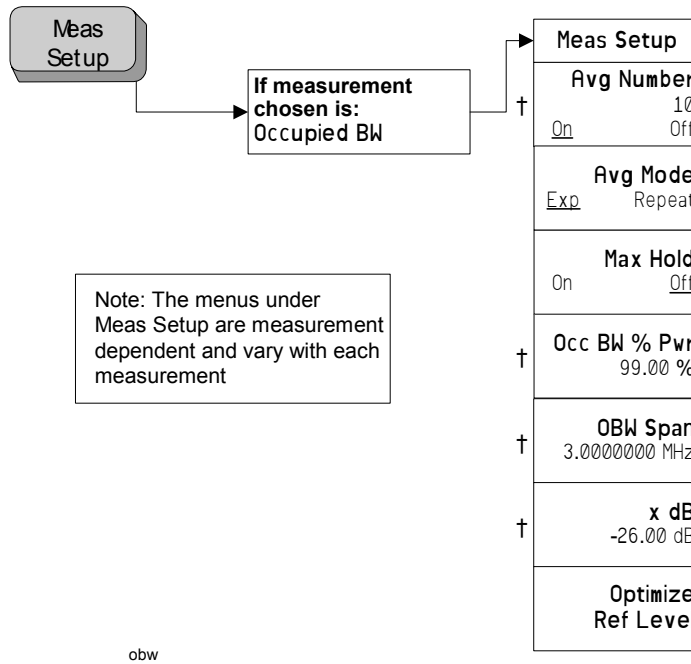 Meas
Setup
If measurement
chosen is:
Occupied BW
Note: The menus under
Meas Setup are measurement
dependent and vary with each
measurement
Meas Setup
† Avg Number
10
On Off
Avg Mode
Exp Repeat
Max Hold
On Off
† Occ BW % Pwr
99.00 %
† OBW Span
3.0000000 MHz
† x dB
-26.00 dB
Optimize
Ref Level
obw